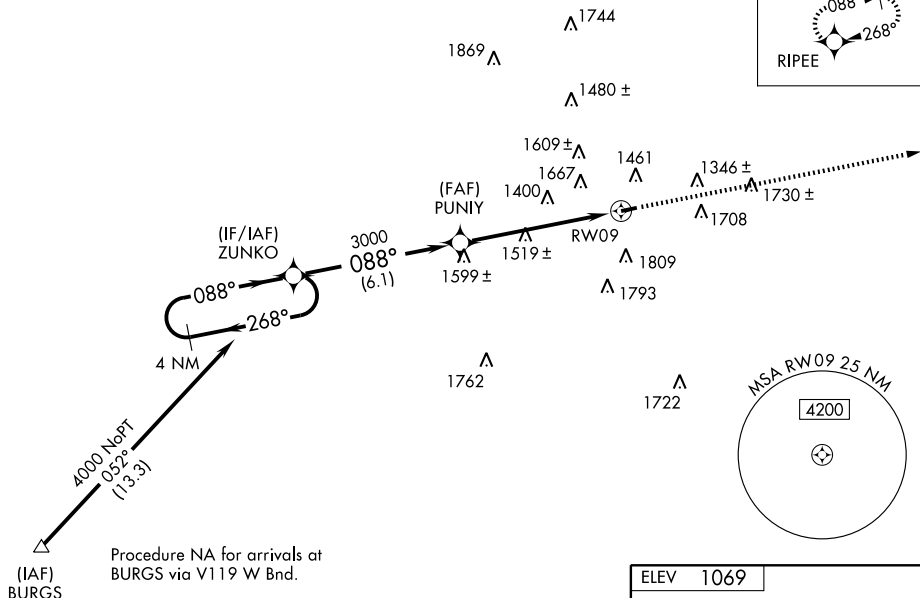 088°
268°
RIPEE
1744
1869
1480 ±
1609 ±
1667
1461
1346 ±
1400
1730 ±
1708
(FAF)
PUNIY
RW09
(IF/IAF)
ZUNKO
3000
088°
(6.1)
1599 ±
1519 ±
1809
1793
088°
268°
4 NM
1762
1722
MSA RW09 25 NM
4200
4000 NoPT
052°
(13.3)
(IAF)
BURGS
Procedure NA for arrivals at
BURGS via V119 W Bnd.
ELEV 1069